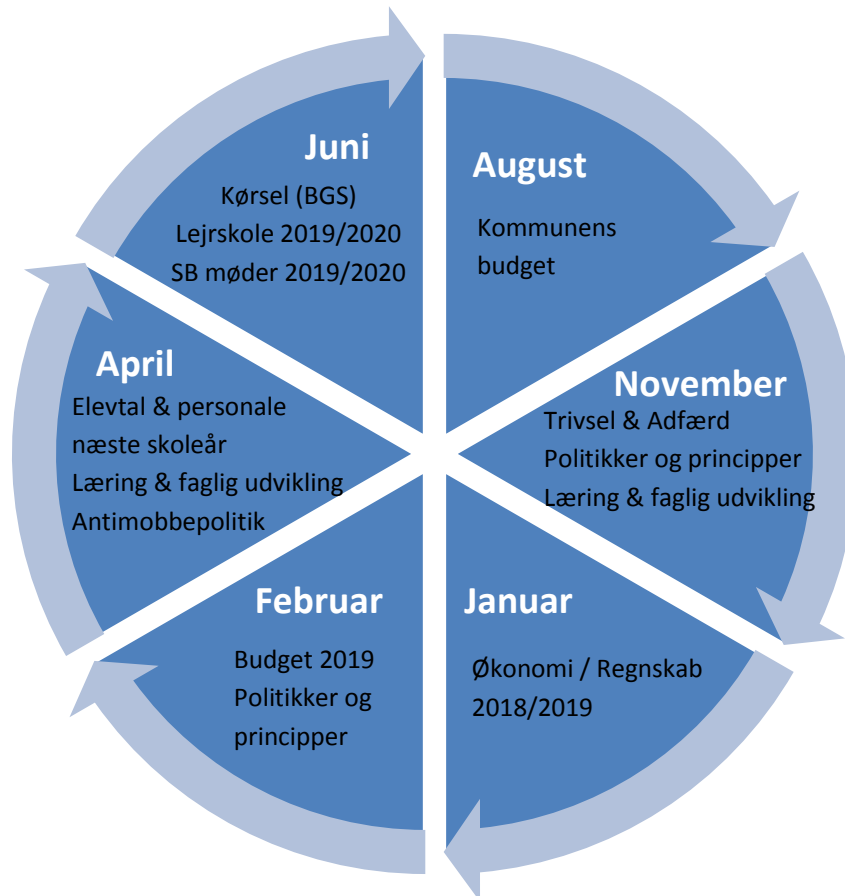 Juni
Kørsel (BGS)
Lejrskole 2019/2020
SB møder 2019/2020
August
Kommunens
budget
November
Trivsel & Adfærd
Politikker og principper
Læring & faglig udvikling
Januar
Økonomi / Regnskab
2018/2019
Februar
Budget 2019
Politikker og
principper
April
Elevtal & personale
næste skoleår
Læring & faglig udvikling
Antimobbepolitik